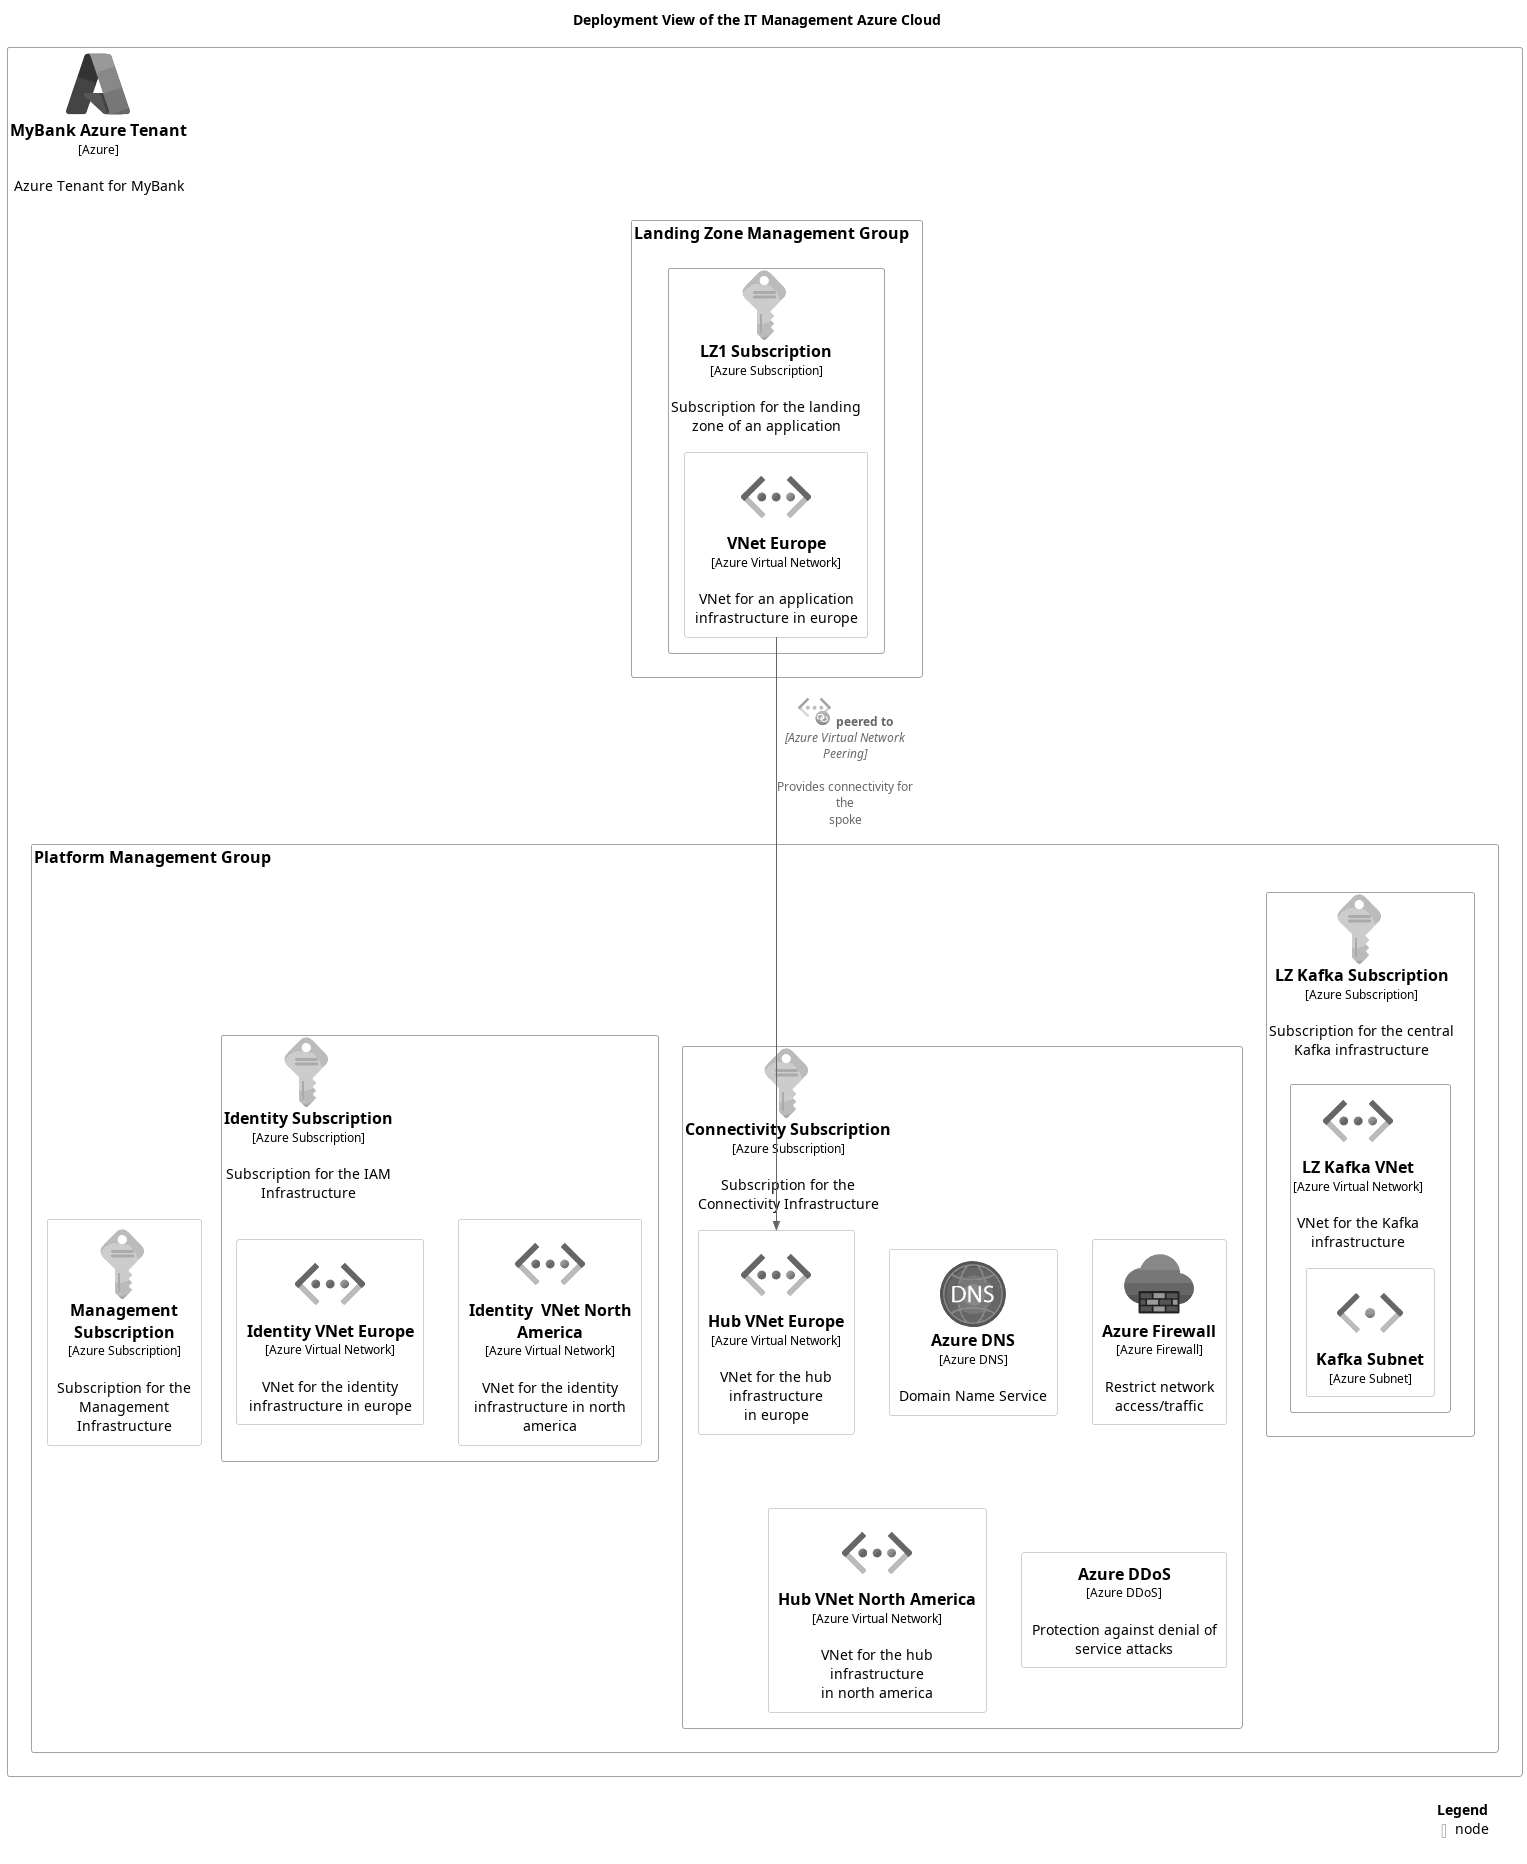 Deployment View of the IT Management Azure Cloud
MyBank Azure Tenant
[Azure]
Azure Tenant for MyBank
Landing Zone Management Group
LZ1 Subscription
[Azure Subscription]
Subscription for the landing
zone of an application
VNet Europe
[Azure Virtual Network]
VNet for an application
infrastructure in europe
peered to
[Azure Virtual Network
Peering]
Provides connectivity for
the
spoke
Platform Management Group
Management
Subscription
[Azure Subscription]
Subscription for the
Management
Infrastructure
Identity Subscription
[Azure Subscription]
Subscription for the IAM
Infrastructure
Identity VNet Europe
[Azure Virtual Network]
VNet for the identity
infrastructure in europe
Identity  VNet North
America
[Azure Virtual Network]
VNet for the identity
infrastructure in north
america
Connectivity Subscription
[Azure Subscription]
Subscription for the
Connectivity Infrastructure
Hub VNet Europe
[Azure Virtual Network]
VNet for the hub
infrastructure
in europe
DNS
Azure DNS
[Azure DNS]
Domain Name Service
Azure Firewall
[Azure Firewall]
Restrict network
access/traffic
Hub VNet North America
[Azure Virtual Network]
VNet for the hub
infrastructure
in north america
Azure DDoS
[Azure DDoS]
Protection against denial of
service attacks
LZ Kafka Subscription
[Azure Subscription]
Subscription for the central
Kafka infrastructure
LZ Kafka VNet
[Azure Virtual Network]
VNet for the Kafka
infrastructure
Kafka Subnet
[Azure Subnet]
Legend
node